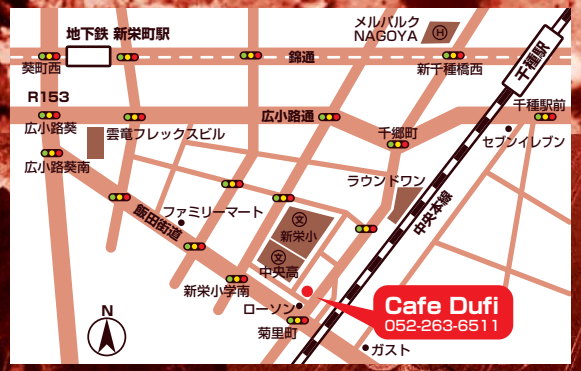 メルパルク
NAGOYA
H
地下鉄 新栄町駅
千種駅
錦通
葵町西
新千種橋西
R153
千種駅前
広小路葵
広小路通
雲竜フレックスビル
千郷町
セブンイレブン
広小路葵南
ラウンドワン
飯田街道
ファミリーマート
文
新栄小
中央本線
文
中央高
新栄小学南
ローソン
Cafe Dufi
052-263-6511
N
菊里町
ガスト